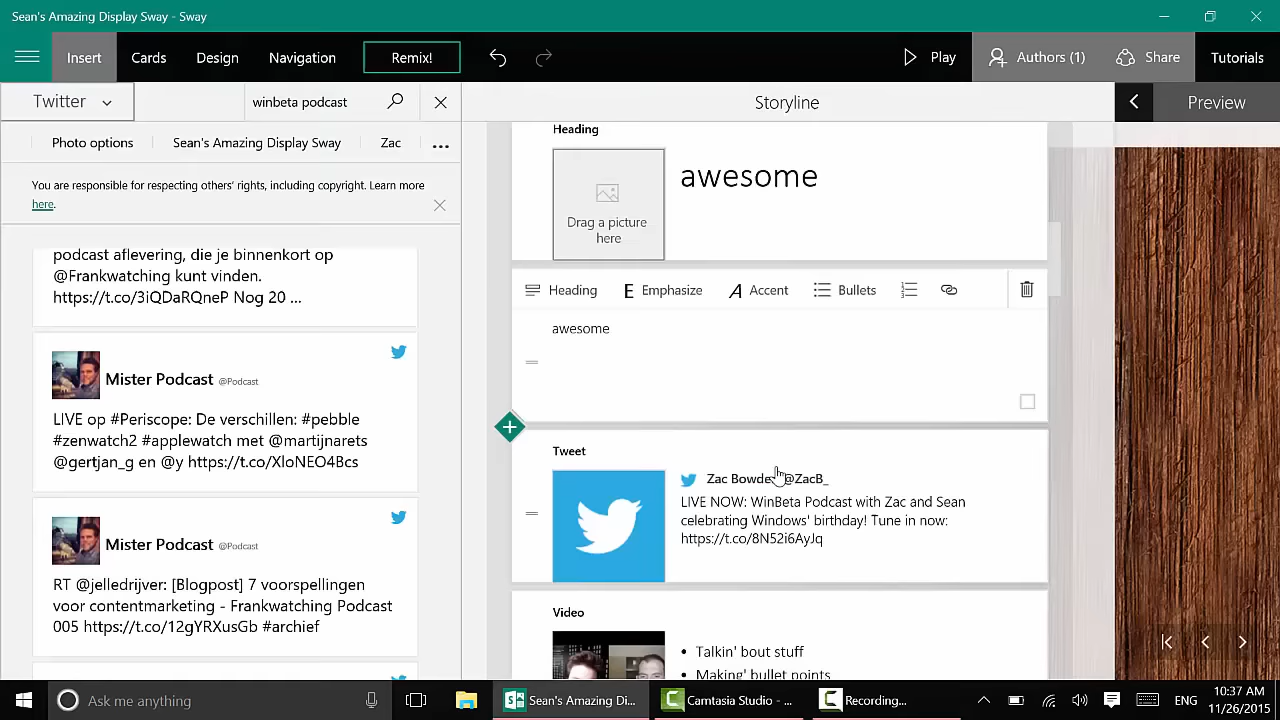 Sean's Amazing Display Sway - Sway
Insert
Cards
Design
Navigation
Remix!
Play
Authors (1)
Share
Tutorials
Twitter
winbeta podcast
Storyline
Preview
Photo options
Sean's Amazing Display Sway
Zac
...
You are responsible for respecting others' rights, including copyright. Learn more
here.
podcast aflevering, die je binnenkort op
@Frankwatching kunt vinden.
https://t.co/3iQDaRQneP Nog 20 ...
Mister Podcast @Podcast
LIVE op #Periscope: De verschillen: #pebble
#zenwatch2 #applewatch met @martijnarets
@gertjan_g en @y https://t.co/XloNEO4Bcs
Mister Podcast @Podcast
RT @jelledrijver: [Blogpost] 7 voorspellingen
voor contentmarketing - Frankwatching Podcast
005 https://t.co/12gYRXusGb #archief
Heading
Drag a picture
here
awesome
Heading
E Emphasize
A Accent
Bullets
awesome
Tweet
Zac Bowden @ZacB_
LIVE NOW: WinBeta Podcast with Zac and Sean
celebrating Windows' birthday! Tune in now:
https://t.co/8N52i6AyJq
Video
• Talkin' bout stuff
• Making' bullet points
Ask me anything
Sean's Amazing Di...
Camtasia Studio - ...
Recording...
ENG
10:37 AM
11/26/2015